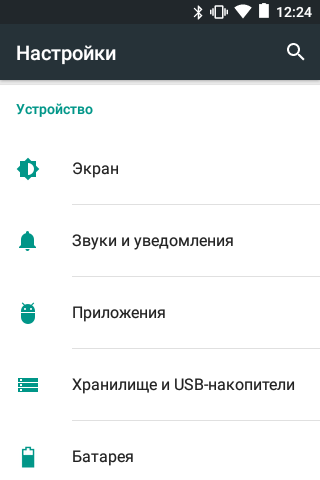 12:24
Настройки
Устройство
Экран
Звуки и уведомления
Приложения
Хранилище и USB-накопители
Батарея